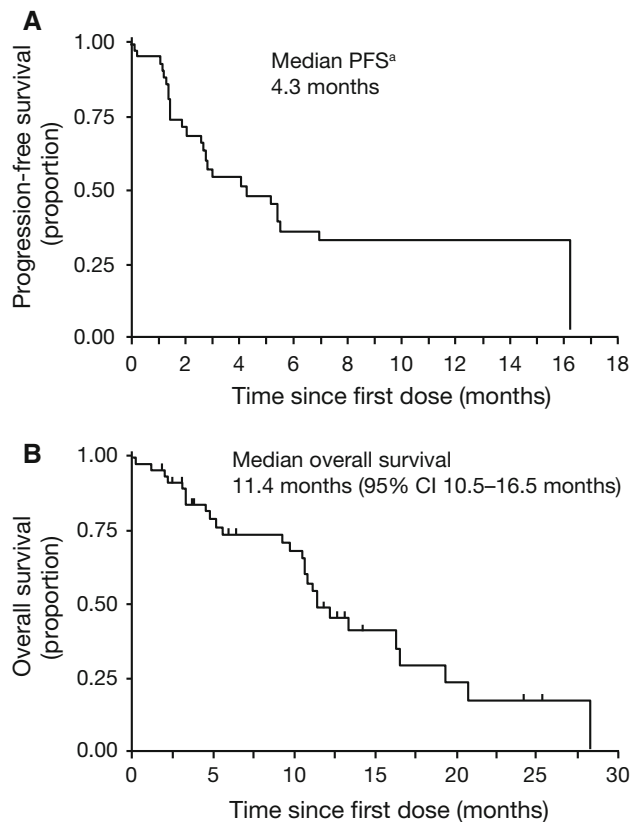 A
Progression-free survival
(proportion)
1.00
0.75
0.50
0.25
0.00
Median PFSᵃ
4.3 months
0 2 4 6 8 10 12 14 16 18
Time since first dose (months)
B
Overall survival
(proportion)
1.00
0.75
0.50
0.25
0.00
Median overall survival
11.4 months (95% CI 10.5–16.5 months)
0 5 10 15 20 25 30
Time since first dose (months)